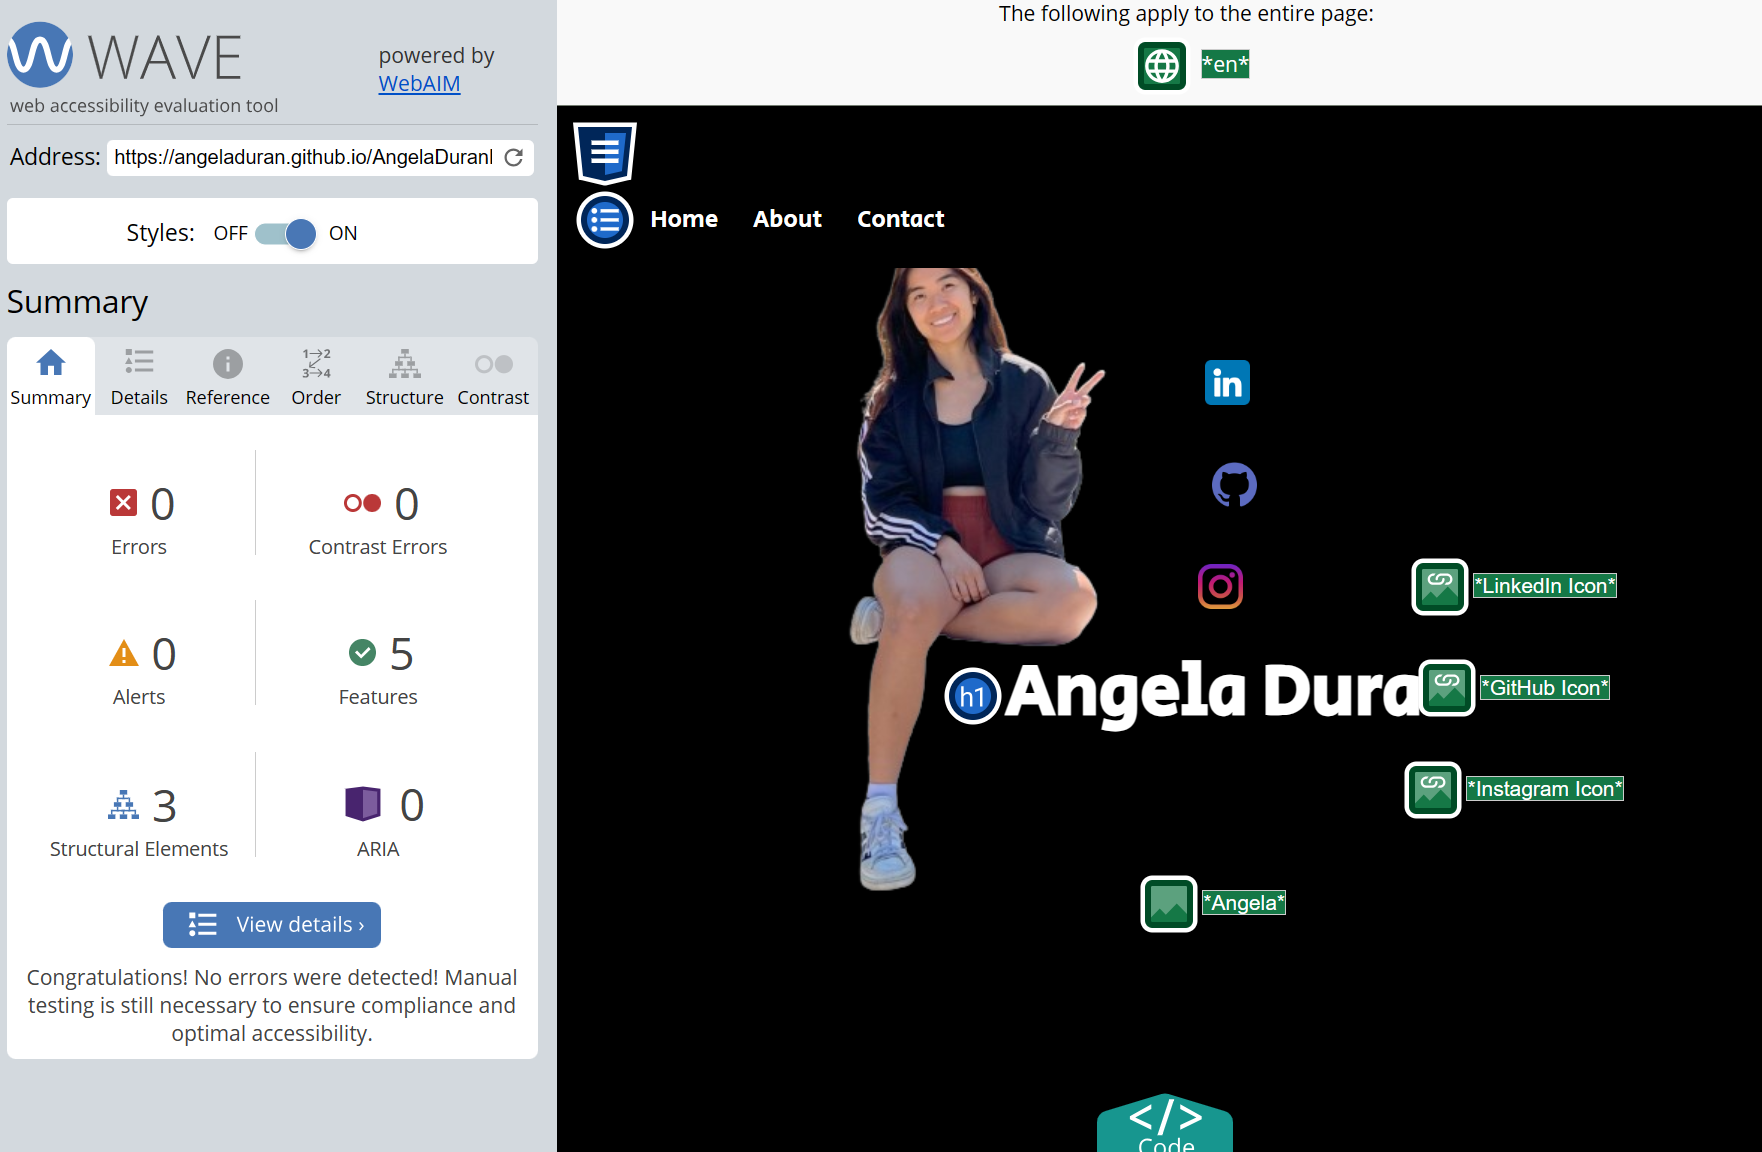 WAVE
web accessibility evaluation tool
powered by
WebAIM
Address: https://angeladuran.github.io/AngelaDuranl
Styles: OFF ON
Summary
Summary Details Reference Order Structure Contrast
1→2
3→4
0
Errors
0
Contrast Errors
0
Alerts
5
Features
3
Structural Elements
0
ARIA
View details ›
Congratulations! No errors were detected! Manual
testing is still necessary to ensure compliance and
optimal accessibility.
The following apply to the entire page:
*en*
Home About Contact
in
*LinkedIn Icon*
h1 Angela Dura
*GitHub Icon*
*Instagram Icon*
*Angela*
</>
Code